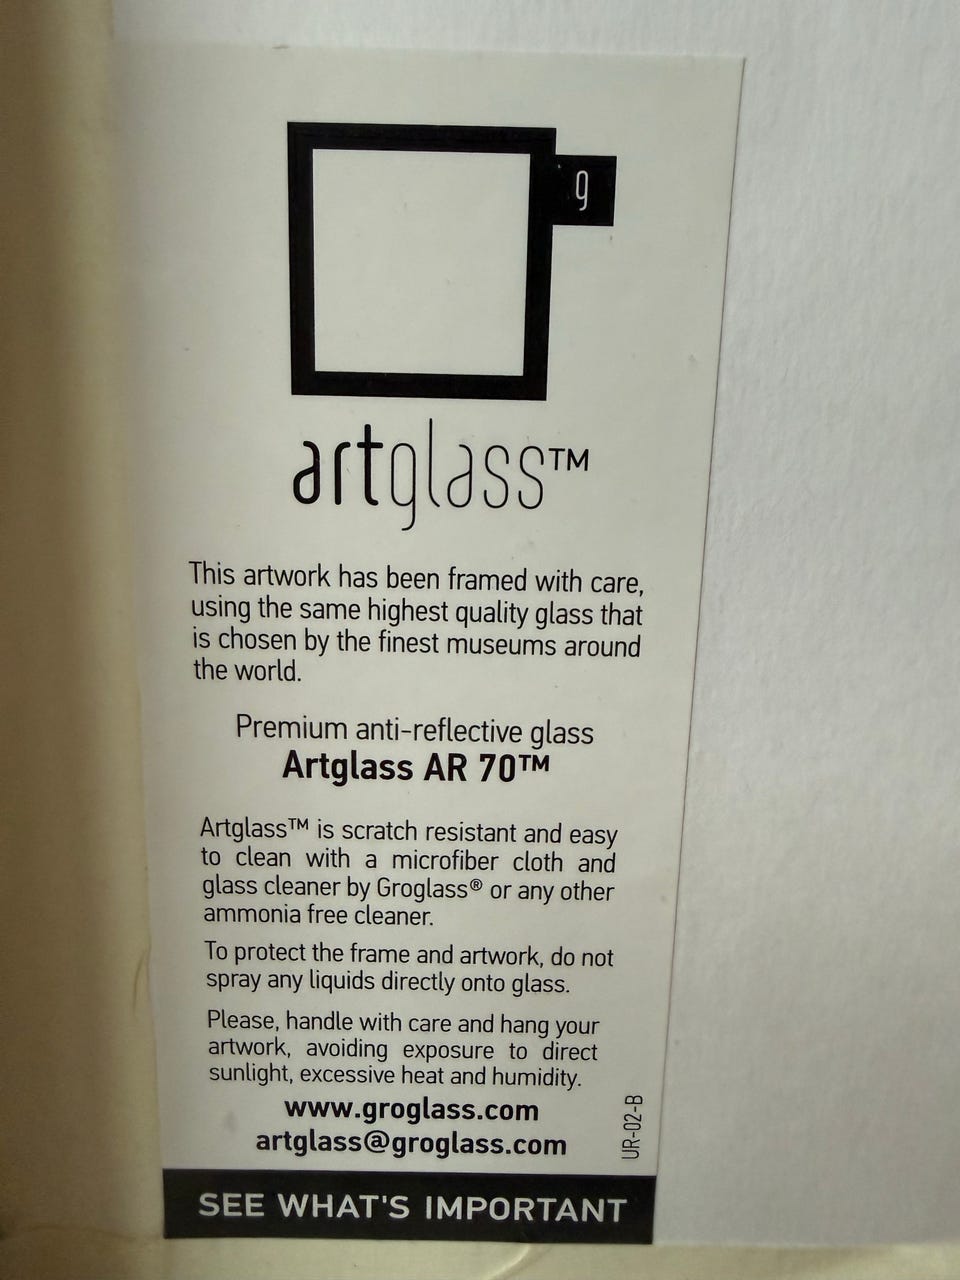 g
artglass™
This artwork has been framed with care,
using the same highest quality glass that
is chosen by the finest museums around
the world.
Premium anti-reflective glass
Artglass AR 70™
Artglass™ is scratch resistant and easy
to clean with a microfiber cloth and
glass cleaner by Groglass® or any other
ammonia free cleaner.
To protect the frame and artwork, do not
spray any liquids directly onto glass.
Please, handle with care and hang your
artwork, avoiding exposure to direct
sunlight, excessive heat and humidity.
www.groglass.com
artglass@groglass.com
UR-02-B
SEE WHAT'S IMPORTANT